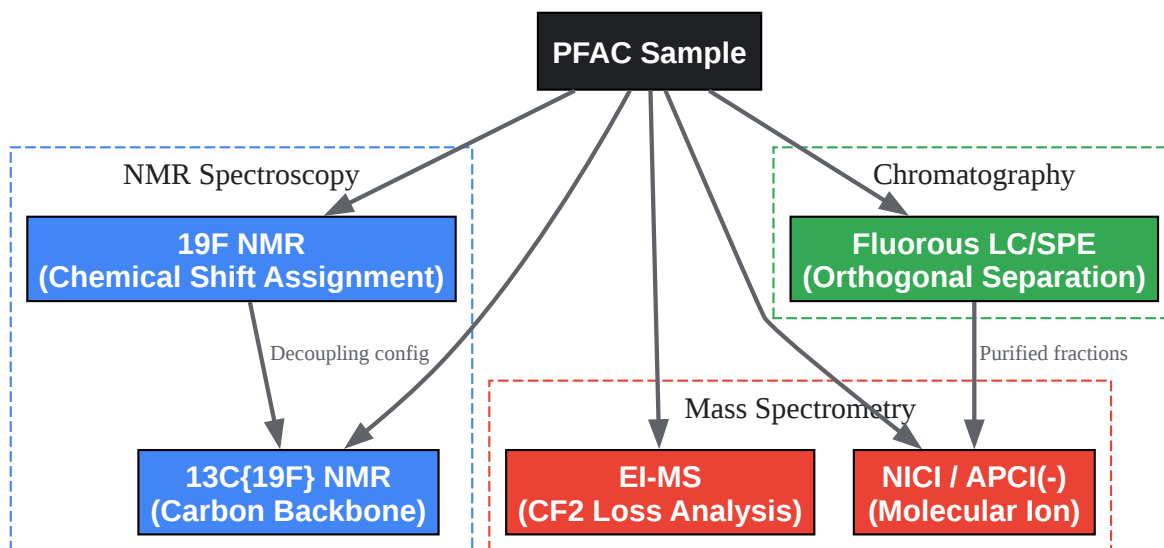 PFAC Sample
NMR Spectroscopy
Chromatography
19F NMR
(Chemical Shift Assignment)
Fluorous LC/SPE
(Orthogonal Separation)
Decoupling config
Purified fractions
Mass Spectrometry
13C{19F} NMR
(Carbon Backbone)
EI-MS
(CF2 Loss Analysis)
NICI / APCI(-)
(Molecular Ion)